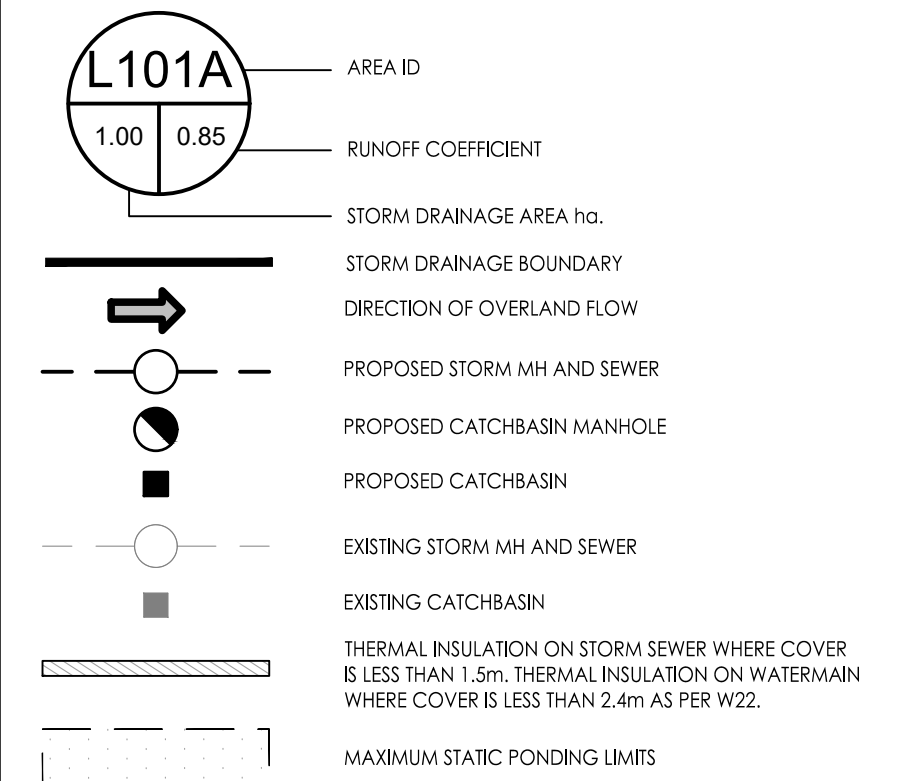 L101A
AREA ID
1.00 0.85
RUNOFF COEFFICIENT
STORM DRAINAGE AREA ha.
STORM DRAINAGE BOUNDARY
DIRECTION OF OVERLAND FLOW
PROPOSED STORM MH AND SEWER
PROPOSED CATCHBASIN MANHOLE
PROPOSED CATCHBASIN
EXISTING STORM MH AND SEWER
EXISTING CATCHBASIN
THERMAL INSULATION ON STORM SEWER WHERE COVER
IS LESS THAN 1.5m. THERMAL INSULATION ON WATERMAIN
WHERE COVER IS LESS THAN 2.4m AS PER W22.
MAXIMUM STATIC PONDING LIMITS